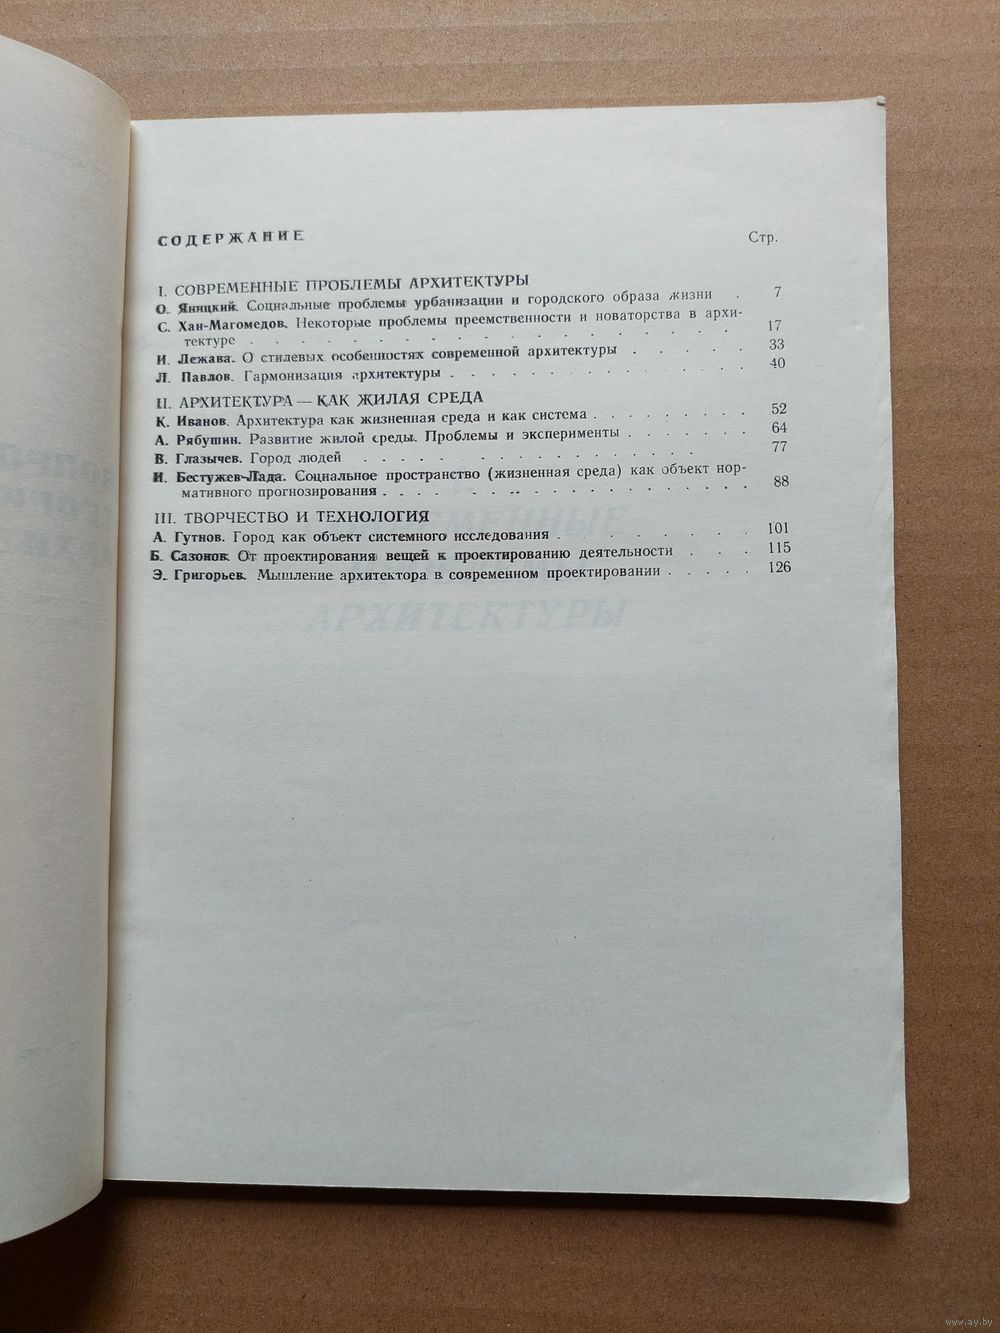 СОДЕРЖАНИЕ
Стр.
I. СОВРЕМЕННЫЕ ПРОБЛЕМЫ АРХИТЕКТУРЫ
О. Яницкий. Социальные проблемы урбанизации и городского образа жизни . 7
С. Хан-Магомедов. Некоторые проблемы преемственности и новаторства в архи-
тектуре . . . . . . . . . . . . . . . 17
И. Лежава. О стилевых особенностях современной архитектуры . . . . . 33
Л. Павлов. Гармонизация архитектуры . . . . . . . . . . . . 40
II. АРХИТЕКТУРА — КАК ЖИЛАЯ СРЕДА
К. Иванов. Архитектура как жизненная среда и как система . . . . . . . 52
А. Рябушин. Развитие жилой среды. Проблемы и эксперименты . . . . . 64
В. Глазычев. Город людей . . . . . . . . . . . . 77
И. Бестужев-Лада. Социальное пространство (жизненная среда) как объект нор-
мативного прогнозирования . . . . . . . . . . . . . . 88
III. ТВОРЧЕСТВО И ТЕХНОЛОГИЯ
А. Гутнов. Город как объект системного исследования . . . . . . . . 101
Б. Сазонов. От проектирования вещей к проектированию деятельности . . . 115
Э. Григорьев. Мышление архитектора в современном проектировании . . . . . 126
АРХИТЕКТУРЫ
www.ay.by